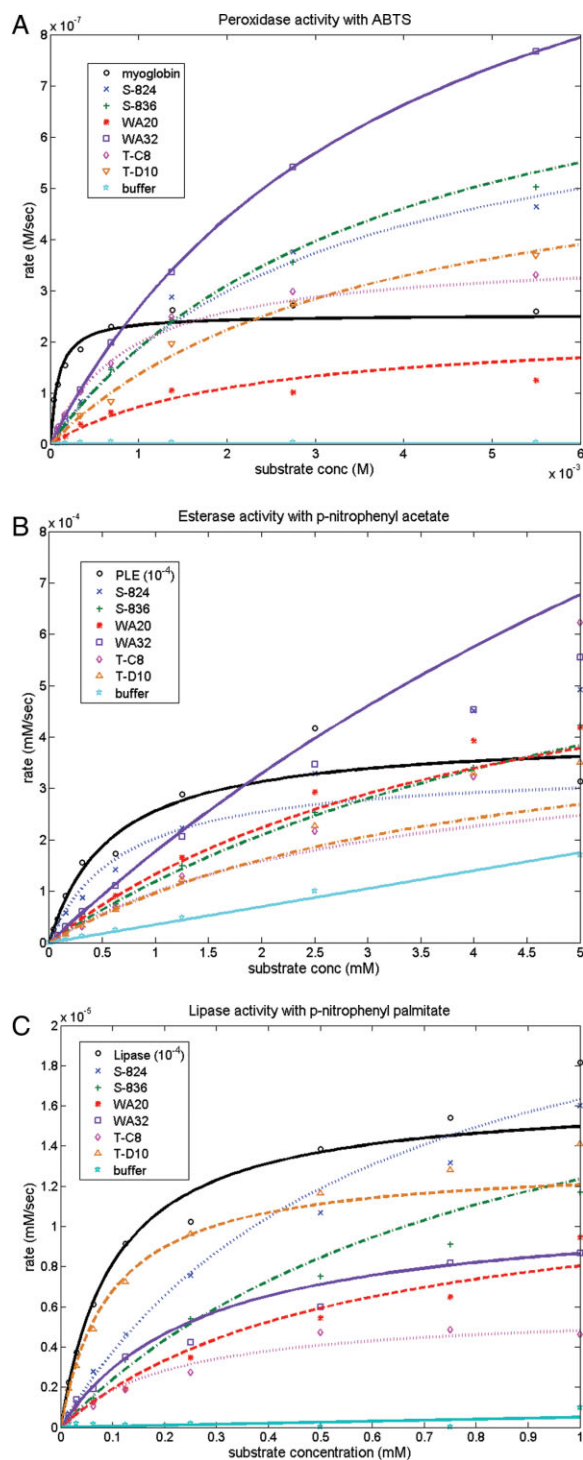 A
Peroxidase activity with ABTS
x 10^-7
8
7
6
5
4
3
2
1
0
rate (M/sec)
myoglobin
S-824
S-836
WA20
WA32
T-C8
T-D10
buffer
0 1 2 3 4 5 6
x 10^-3
substrate conc (M)
B
Esterase activity with p-nitrophenyl acetate
x 10^-4
8
7
6
5
4
3
2
1
0
rate (mM/sec)
PLE (10^-4)
S-824
S-836
WA20
WA32
T-C8
T-D10
buffer
0 0.5 1 1.5 2 2.5 3 3.5 4 4.5 5
substrate conc (mM)
C
Lipase activity with p-nitrophenyl palmitate
x 10^-5
2
1.8
1.6
1.4
1.2
1
0.8
0.6
0.4
0.2
0
rate (mM/sec)
Lipase (10^-4)
S-824
S-836
WA20
WA32
T-C8
T-D10
buffer
0 0.1 0.2 0.3 0.4 0.5 0.6 0.7 0.8 0.9 1
substrate concentration (mM)